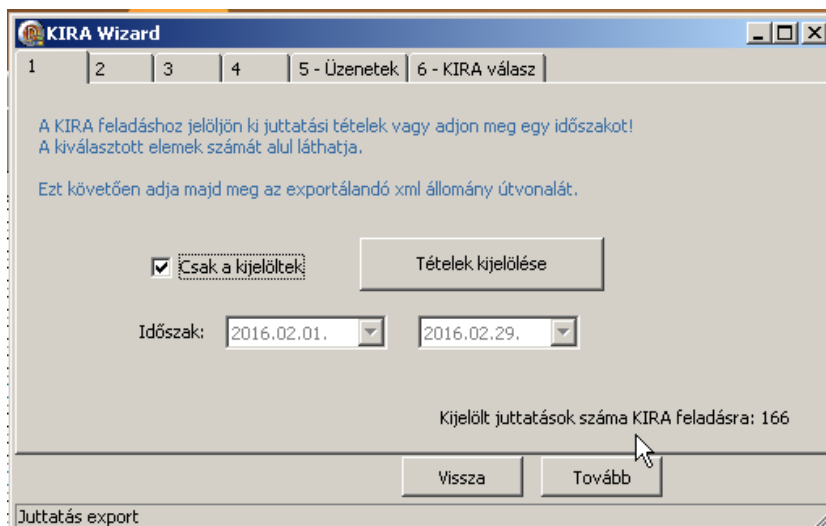 KIRA Wizard
1 2 3 4 5 - Üzenetek 6 - KIRA válasz
A KIRA feladáshoz jelöljön ki juttatási tételek vagy adjon meg egy időszakot!
A kiválasztott elemek számát alul láthatja.
Ezt követően adja majd meg az exportálandó xml állomány útvonalát.
Csak a kijelöltek Tételek kijelölése
Időszak: 2016.02.01. 2016.02.29.
Kijelölt juttatások száma KIRA feladásra: 166
Vissza Tovább
Juttatás export